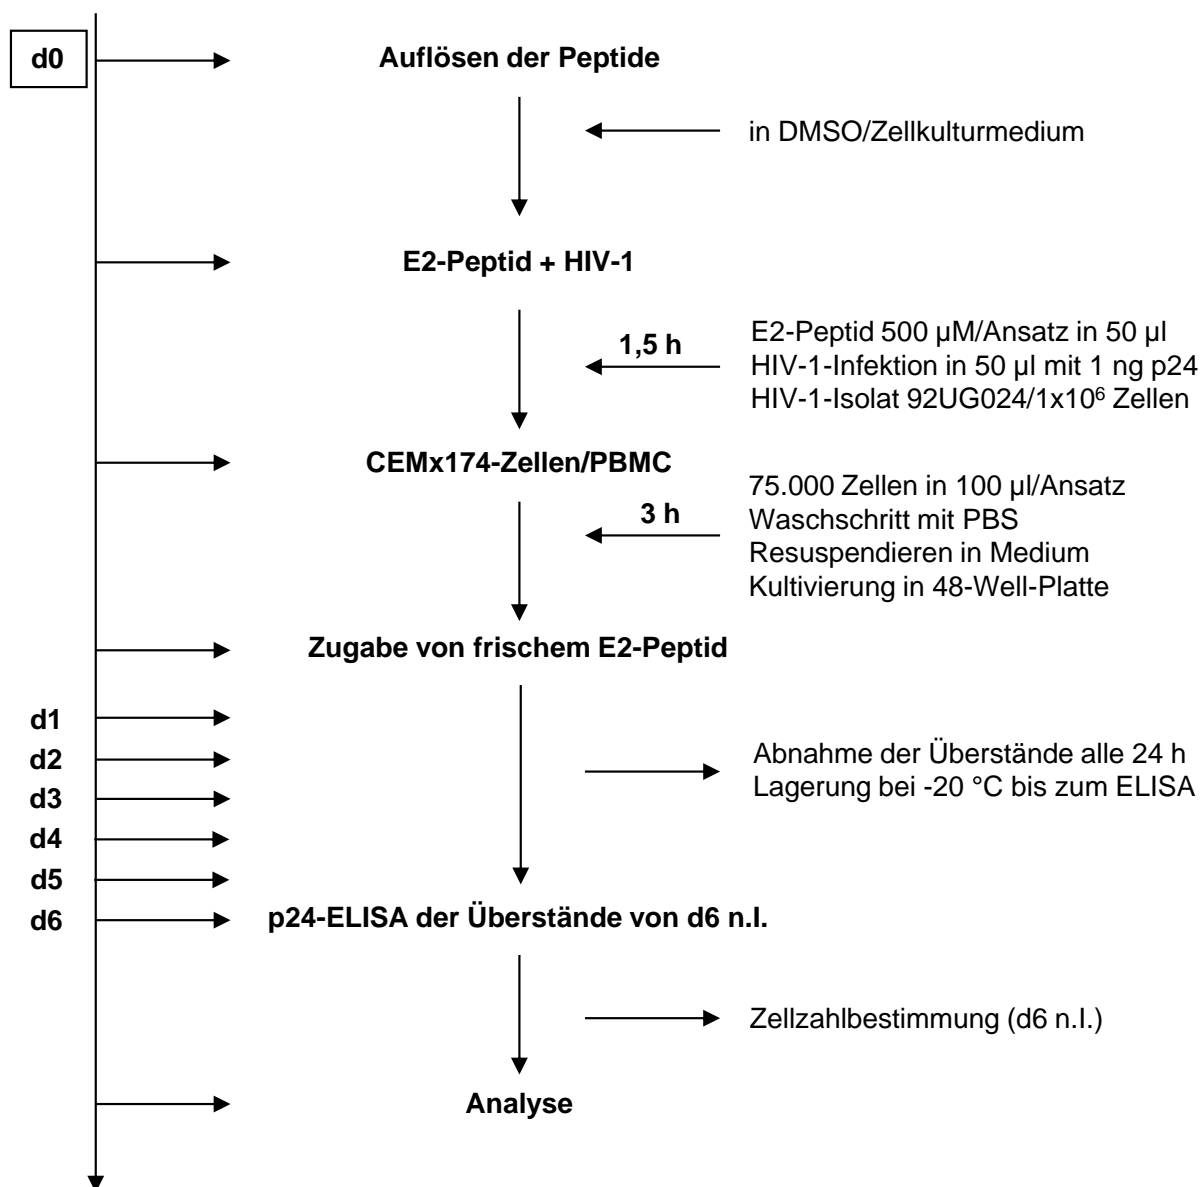 d0
Auflösen der Peptide
in DMSO/Zellkulturmedium
E2-Peptid + HIV-1
1,5 h
E2-Peptid 500 µM/Ansatz in 50 µl
HIV-1-Infektion in 50 µl mit 1 ng p24
HIV-1-Isolat 92UG024/1x10⁶ Zellen
CEMx174-Zellen/PBMC
3 h
75.000 Zellen in 100 µl/Ansatz
Waschschritt mit PBS
Resuspendieren in Medium
Kultivierung in 48-Well-Platte
Zugabe von frischem E2-Peptid
d1
d2
d3
d4
d5
d6
Abnahme der Überstände alle 24 h
Lagerung bei -20 °C bis zum ELISA
p24-ELISA der Überstände von d6 n.I.
Zellzahlbestimmung (d6 n.I.)
Analyse